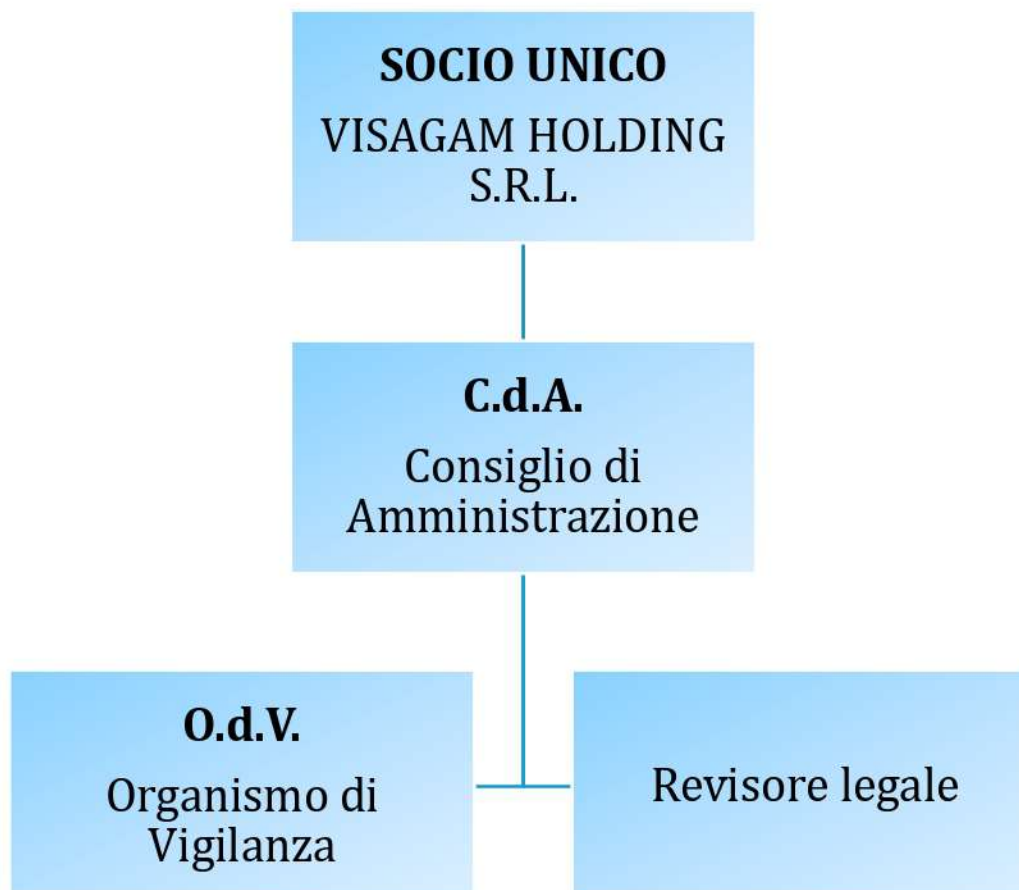 SOCIO UNICO
VISAGAM HOLDING
S.R.L.
C.d.A.
Consiglio di
Amministrazione
O.d.V.
Organismo di
Vigilanza
Revisore legale